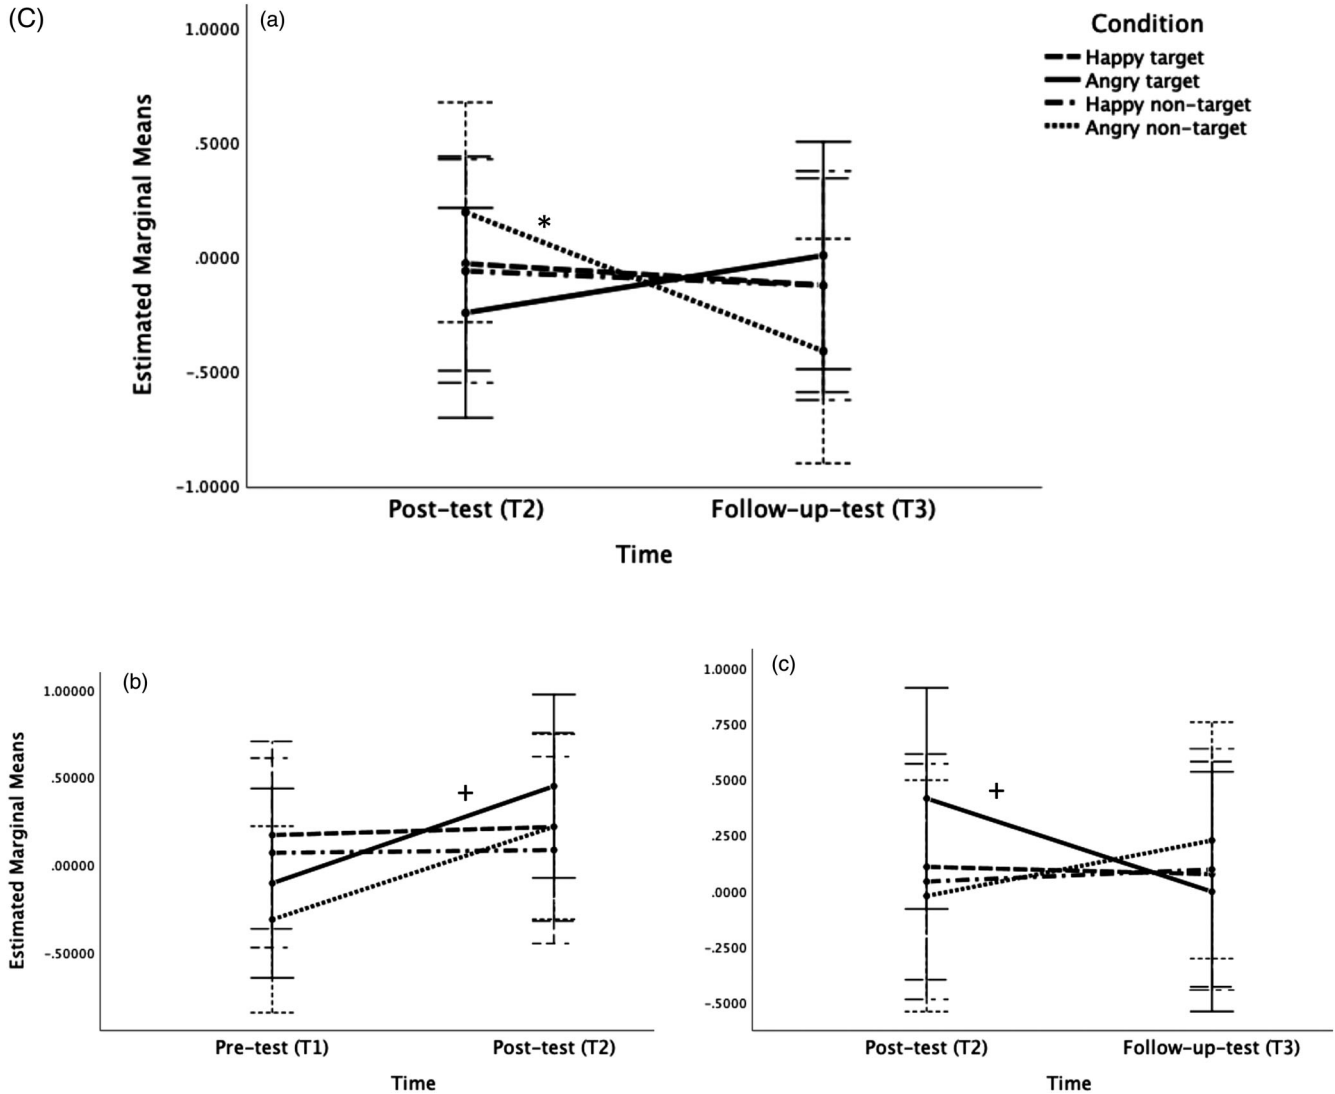 (C)
(a)
Condition
Happy target
Angry target
Happy non-target
Angry non-target
Estimated Marginal Means
1.0000
.5000
.0000
-.5000
-1.0000
*
Post-test (T2)
Follow-up-test (T3)
Time
(b)
Estimated Marginal Means
1.00000
.50000
.00000
-.50000
+
Pre-test (T1)
Post-test (T2)
Time
(c)
1.0000
.7500
.5000
.2500
.0000
-.2500
-.5000
+
Post-test (T2)
Follow-up-test (T3)
Time